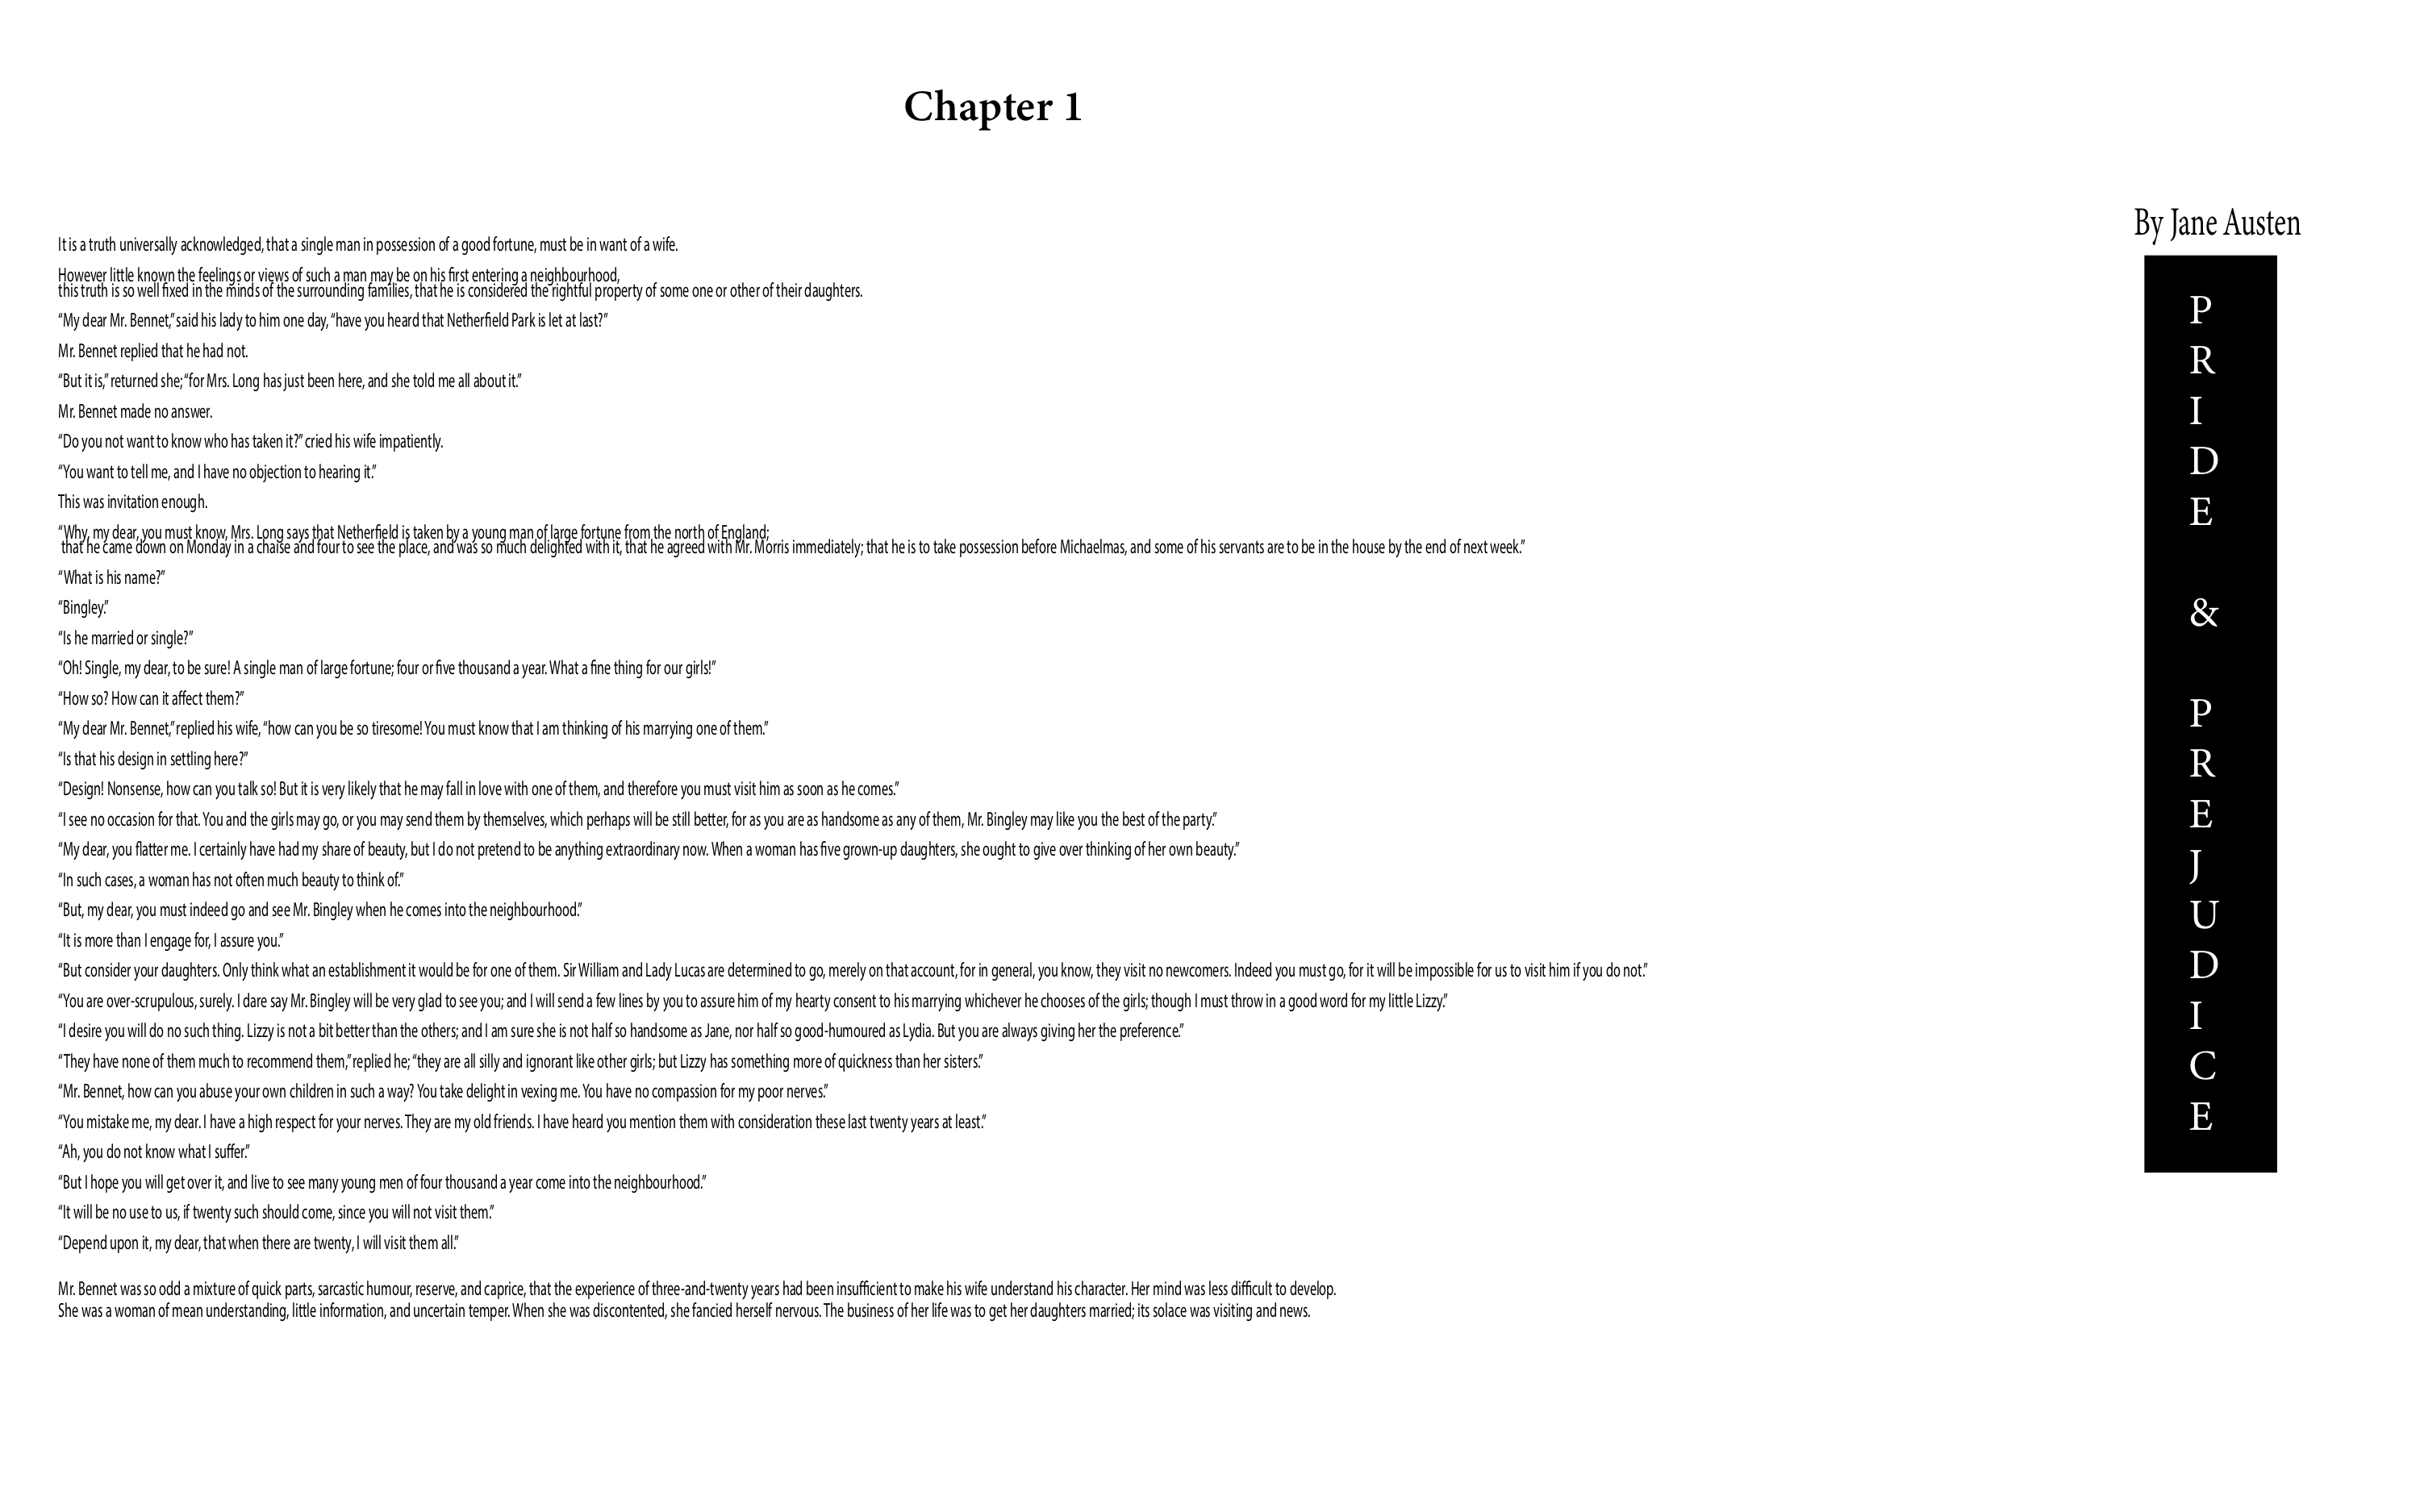 Chapter 1
It is a truth universally acknowledged, that a single man in possession of a good fortune, must be in want of a wife.
However little known the feelings or views of such a man may be on his first entering a neighbourhood,
this truth is so well fixed in the minds of the surrounding families, that he is considered the rightful property of some one or other of their daughters.
“My dear Mr. Bennet,” said his lady to him one day, “have you heard that Netherfield Park is let at last?”
Mr. Bennet replied that he had not.
“But it is,” returned she; “for Mrs. Long has just been here, and she told me all about it.”
Mr. Bennet made no answer.
“Do you not want to know who has taken it?” cried his wife impatiently.
“You want to tell me, and I have no objection to hearing it.”
This was invitation enough.
“Why, my dear, you must know, Mrs. Long says that Netherfield is taken by a young man of large fortune from the north of England;
that he came down on Monday in a chaise and four to see the place, and was so much delighted with it, that he agreed with Mr. Morris immediately; that he is to take possession before Michaelmas, and some of his servants are to be in the house by the end of next week.”
“What is his name?”
“Bingley.”
“Is he married or single?”
“Oh! Single, my dear, to be sure! A single man of large fortune; four or five thousand a year. What a fine thing for our girls!”
“How so? How can it affect them?”
“My dear Mr. Bennet,” replied his wife, “how can you be so tiresome! You must know that I am thinking of his marrying one of them.”
“Is that his design in settling here?”
“Design! Nonsense, how can you talk so! But it is very likely that he may fall in love with one of them, and therefore you must visit him as soon as he comes.”
“I see no occasion for that. You and the girls may go, or you may send them by themselves, which perhaps will be still better, for as you are as handsome as any of them, Mr. Bingley may like you the best of the party.”
“My dear, you flatter me. I certainly have had my share of beauty, but I do not pretend to be anything extraordinary now. When a woman has five grown-up daughters, she ought to give over thinking of her own beauty.”
“In such cases, a woman has not often much beauty to think of.”
“But, my dear, you must indeed go and see Mr. Bingley when he comes into the neighbourhood.”
“It is more than I engage for, I assure you.”
“But consider your daughters. Only think what an establishment it would be for one of them. Sir William and Lady Lucas are determined to go, merely on that account, for in general, you know, they visit no newcomers. Indeed you must go, for it will be impossible for us to visit him if you do not.”
“You are over-scrupulous, surely. I dare say Mr. Bingley will be very glad to see you; and I will send a few lines by you to assure him of my hearty consent to his marrying whichever he chooses of the girls; though I must throw in a good word for my little Lizzy.”
“I desire you will do no such thing. Lizzy is not a bit better than the others; and I am sure she is not half so handsome as Jane, nor half so good-humoured as Lydia. But you are always giving her the preference.”
“They have none of them much to recommend them,” replied he; “they are all silly and ignorant like other girls; but Lizzy has something more of quickness than her sisters.”
“Mr. Bennet, how can you abuse your own children in such a way? You take delight in vexing me. You have no compassion for my poor nerves.”
“You mistake me, my dear. I have a high respect for your nerves. They are my old friends. I have heard you mention them with consideration these last twenty years at least.”
“Ah, you do not know what I suffer.”
“But I hope you will get over it, and live to see many young men of four thousand a year come into the neighbourhood.”
“It will be no use to us, if twenty such should come, since you will not visit them.”
“Depend upon it, my dear, that when there are twenty, I will visit them all.”
Mr. Bennet was so odd a mixture of quick parts, sarcastic humour, reserve, and caprice, that the experience of three-and-twenty years had been insufficient to make his wife understand his character. Her mind was less difficult to develop.
She was a woman of mean understanding, little information, and uncertain temper. When she was discontented, she fancied herself nervous. The business of her life was to get her daughters married; its solace was visiting and news.
By Jane Austen
P
R
I
D
E
&
P
R
E
J
U
D
I
C
E